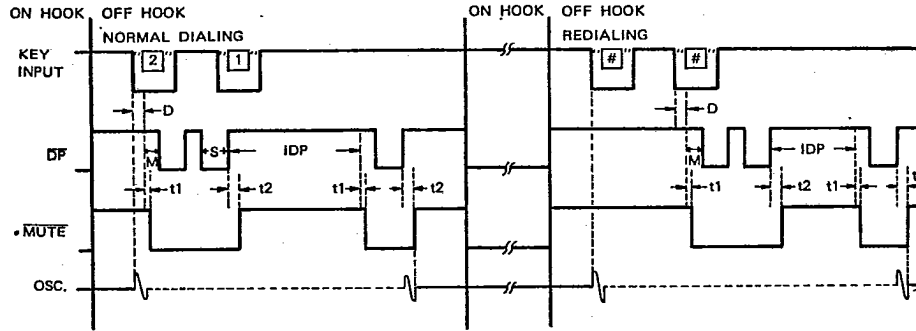 ON HOOK OFF HOOK ON HOOK OFF HOOK
NORMAL DIALING REDIALING
KEY INPUT 2 1 # #
D D
DP M S IDP M IDP
t1 t2 t1 t2 t1 t2 t1 t
MUTE
OSC.